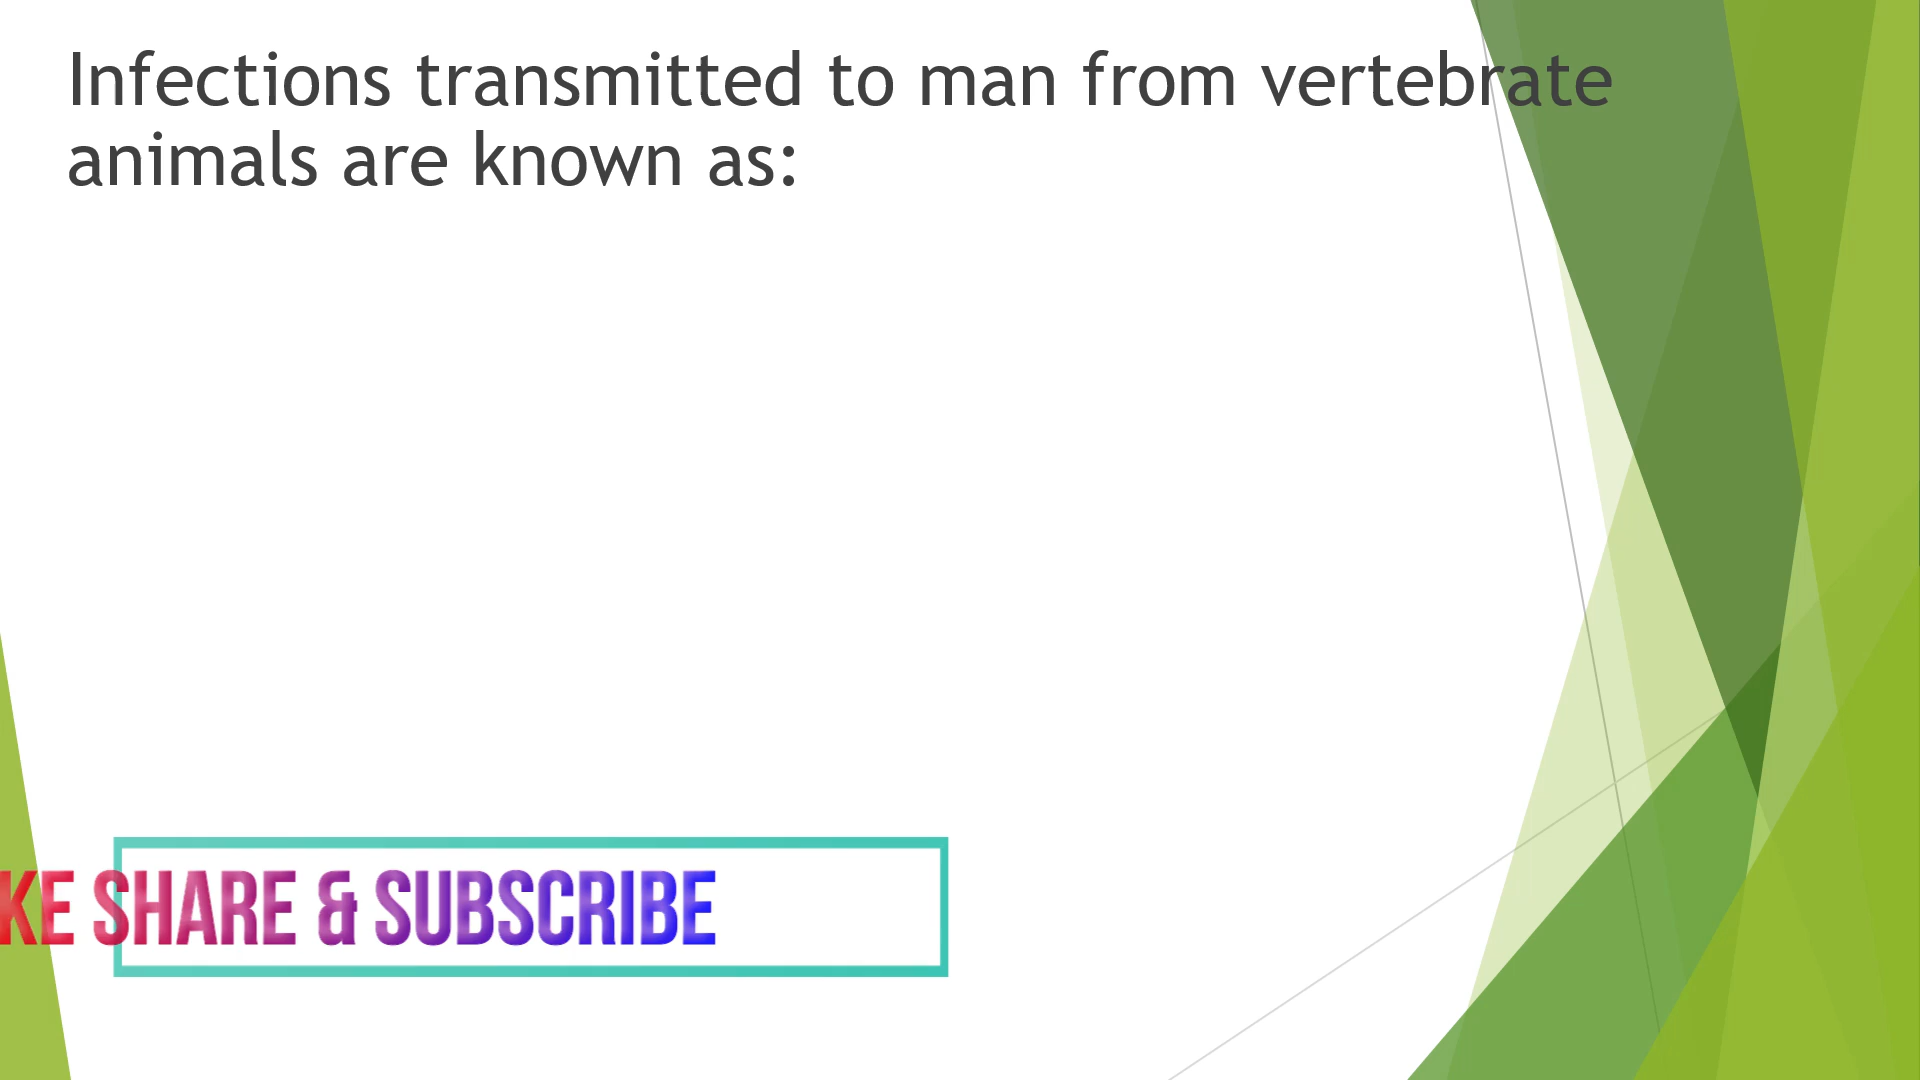 Infections transmitted to man from vertebrate
animals are known as:
KE SHARE & SUBSCRIBE